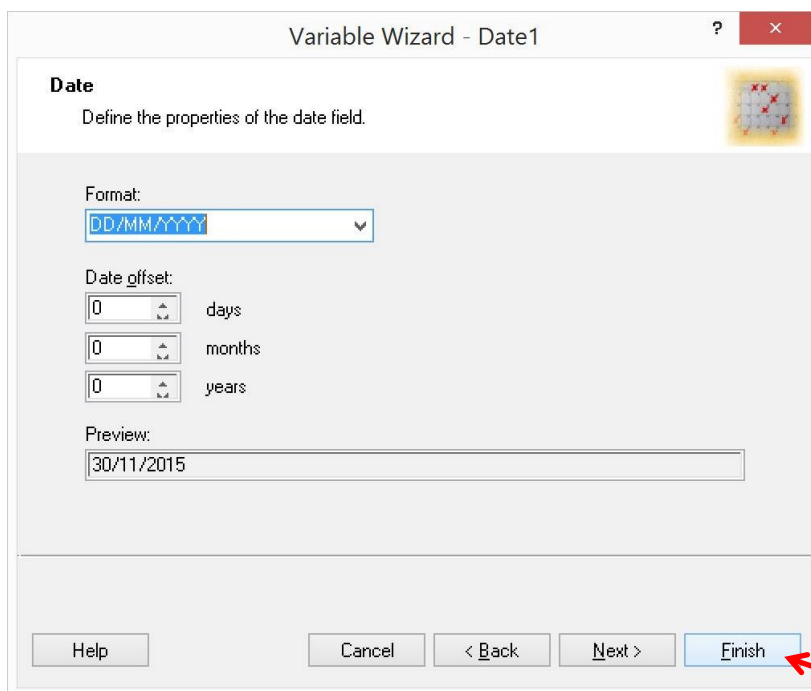 Variable Wizard - Date1
?
Date
Define the properties of the date field.
Format:
DD/MM/YYYY
Date offset:
0 days
0 months
0 years
Preview:
30/11/2015
Help Cancel < Back Next > Finish